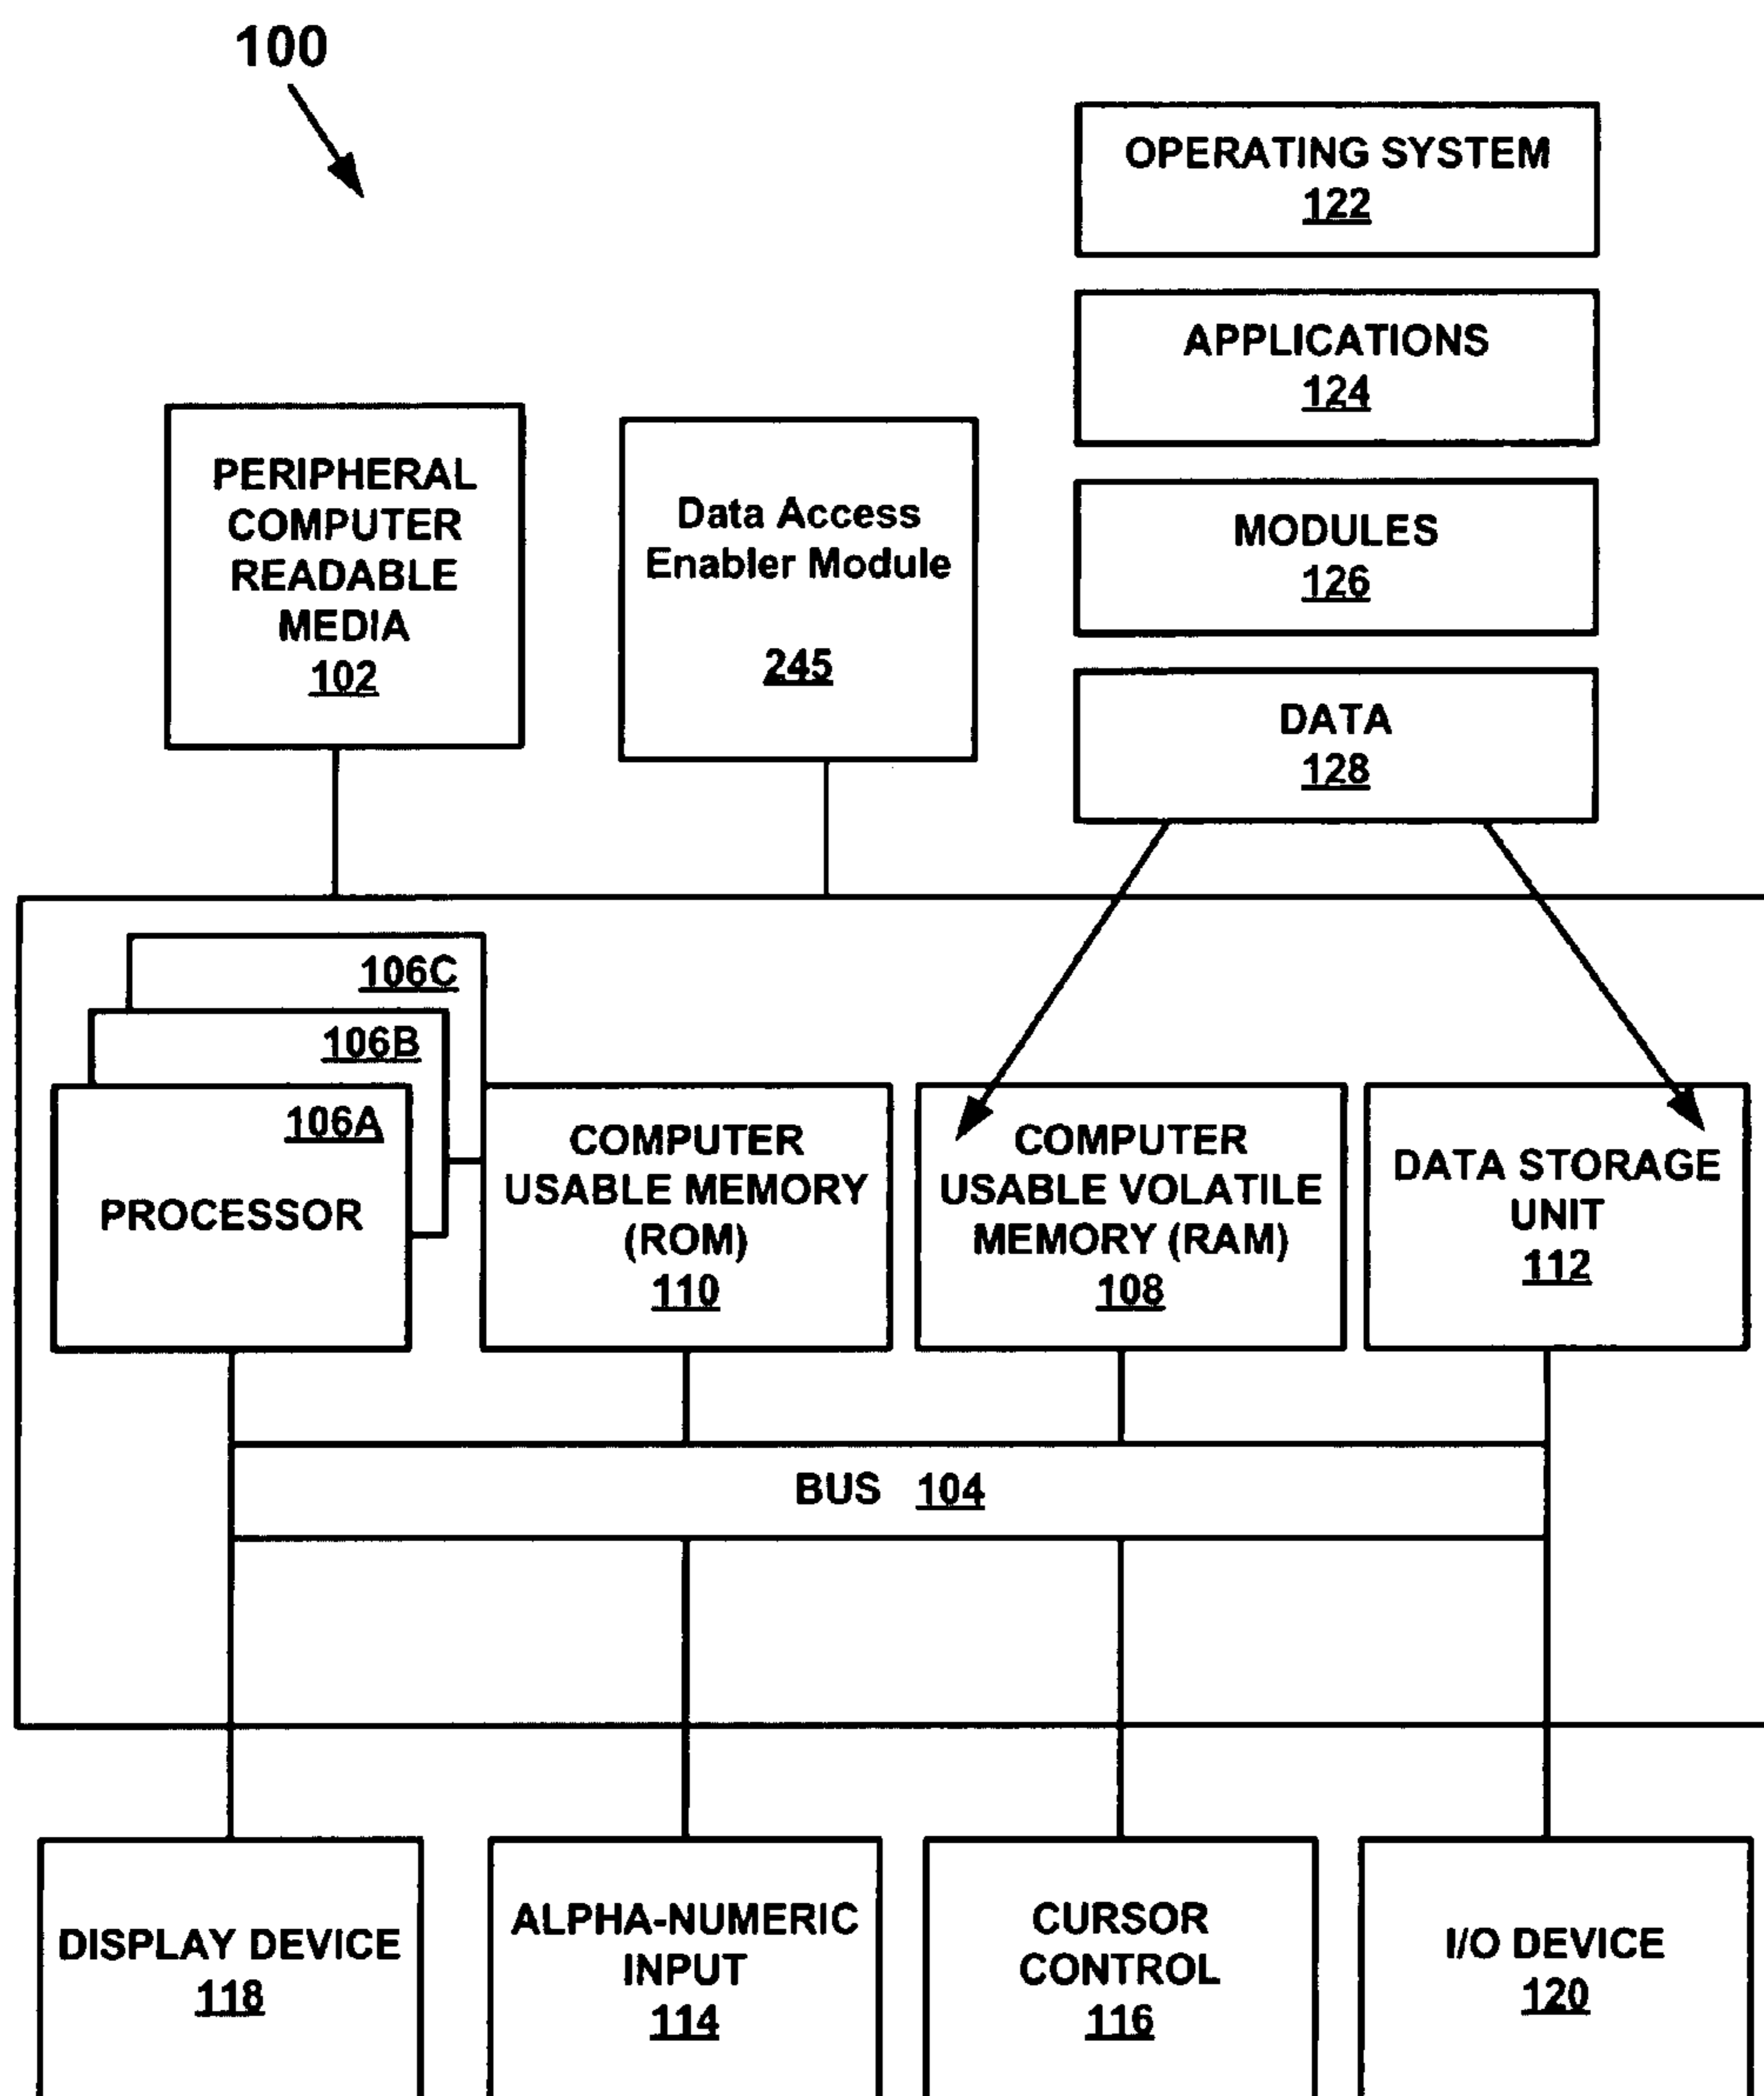 100
OPERATING SYSTEM
122
APPLICATIONS
124
MODULES
126
DATA
128
PERIPHERAL
COMPUTER
READABLE
MEDIA
102
Data Access
Enabler Module
245
106C
106B
106A
PROCESSOR
COMPUTER
USABLE MEMORY
(ROM)
110
COMPUTER
USABLE VOLATILE
MEMORY (RAM)
108
DATA STORAGE
UNIT
112
BUS 104
DISPLAY DEVICE
118
ALPHA-NUMERIC
INPUT
114
CURSOR
CONTROL
116
I/O DEVICE
120